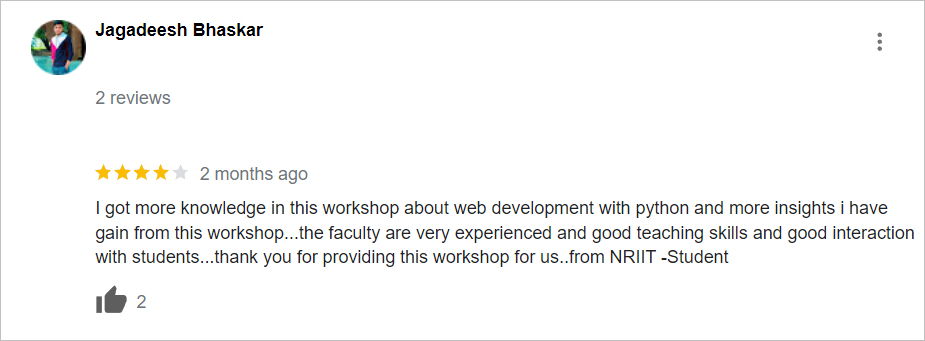 Jagadeesh Bhaskar
2 reviews
2 months ago
I got more knowledge in this workshop about web development with python and more insights i have
gain from this workshop...the faculty are very experienced and good teaching skills and good interaction
with students...thank you for providing this workshop for us..from NRIIT -Student
2